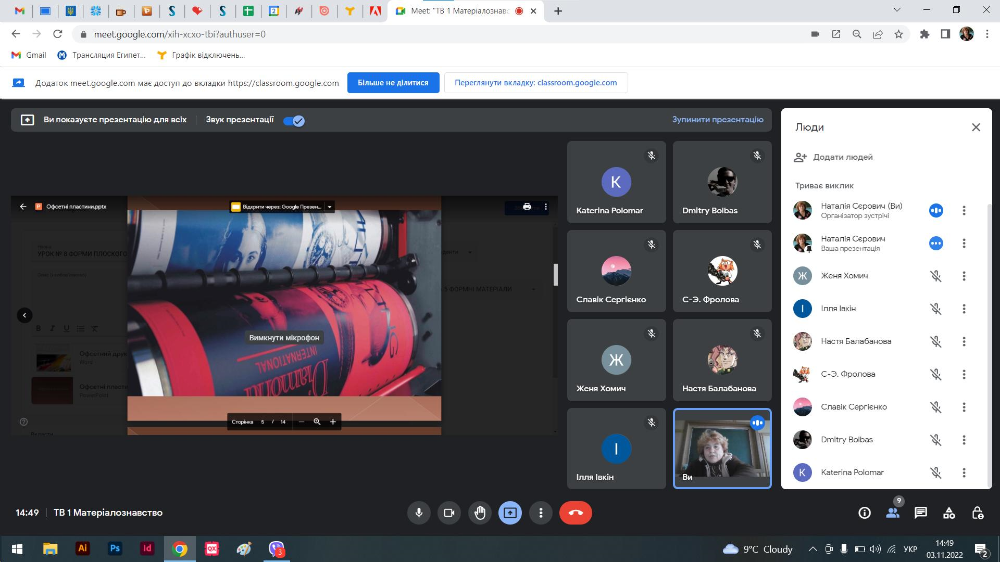 Meet: "ТВ 1 Матеріалознавс
meet.google.com/xih-xcxo-tbi?authuser=0
Gmail
Трансляция Египет...
Графік відключень...
Додаток meet.google.com має доступ до вкладки https://classroom.google.com
Більше не ділитися
Переглянути вкладку: classroom.google.com
Ви показуєте презентацію для всіх
Звук презентації
Зупинити презентацію
Офсетні пластини.pptx
Відкрити через: Google Презен...
Назва
УРОК № 8 ФОРМИ ПЛОСКОГО
Опис (необов'язково)
5 ФОРМНІ МАТЕРІАЛИ
Вимкнути мікрофон
INTERNATIONAL
Diamond
Офсетний друк
Word
Офсетні пласти
PowerPoint
Сторінка 5 / 14
Вкласти
K
Katerina Polomar
Dmitry Bolbas
Славік Сергієнко
С-Э. Фролова
Ж
Женя Хомич
Настя Балабанова
І
Ілля Івкін
Ви
Люди
Додати людей
Триває виклик
Наталія Сєрович (Ви)
Організатор зустрічі
Наталія Сєрович
Ваша презентація
Ж
Женя Хомич
І
Ілля Івкін
Настя Балабанова
С-Э. Фролова
Славік Сергієнко
Dmitry Bolbas
K
Katerina Polomar
14:49
ТВ 1 Матеріалознавство
9
Ai
Ps
Id
QX
3
9°C Cloudy
УКР
14:49
03.11.2022
2